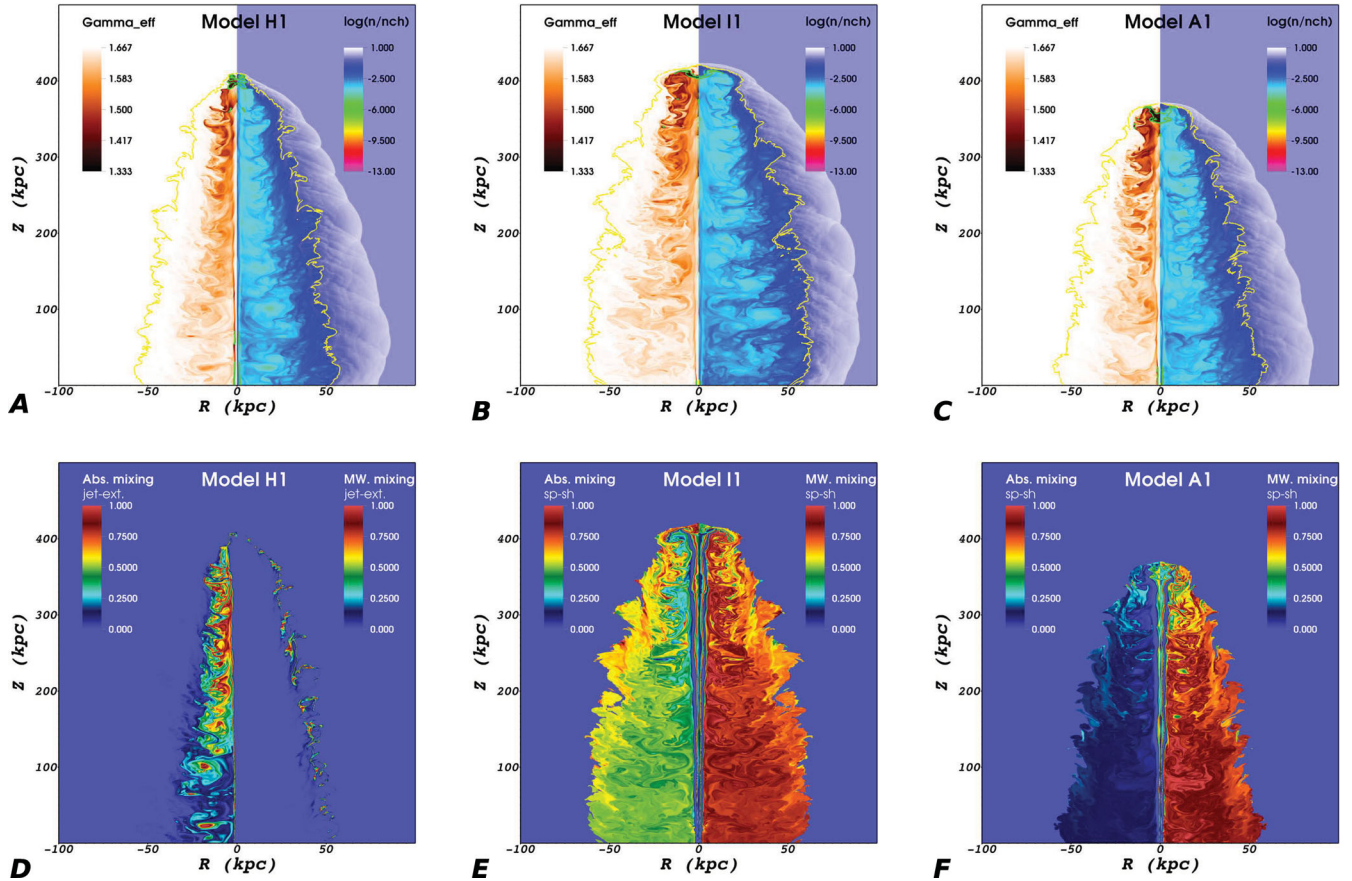 Gamma_eff Model H1 log(n/nch)
1.667 1.000
1.583 -2.500
1.500 -6.000
1.417 -9.500
1.333 -13.00
400
300
200
100
Z (kpc)
-100 -50 0 50
R (kpc)
A
Gamma_eff Model I1 log(n/nch)
1.667 1.000
1.583 -2.500
1.500 -6.000
1.417 -9.500
1.333 -13.00
400
300
200
100
Z (kpc)
-100 -50 0 50
R (kpc)
B
Gamma_eff Model A1 log(n/nch)
1.667 1.000
1.583 -2.500
1.500 -6.000
1.417 -9.500
1.333 -13.00
400
300
200
100
Z (kpc)
-100 -50 0 50
R (kpc)
C
Abs. mixing Model H1 MW. mixing
jet-ext. jet-ext.
1.000 1.000
0.7500 0.7500
0.5000 0.5000
0.2500 0.2500
0.000 0.000
400
300
200
100
Z (kpc)
-100 -50 0 50
R (kpc)
D
Abs. mixing Model I1 MW. mixing
sp-sh sp-sh
1.000 1.000
0.7500 0.7500
0.5000 0.5000
0.2500 0.2500
0.000 0.000
400
300
200
100
Z (kpc)
-100 -50 0 50
R (kpc)
E
Abs. mixing Model A1 MW. mixing
sp-sh sp-sh
1.000 1.000
0.7500 0.7500
0.5000 0.5000
0.2500 0.2500
0.000 0.000
400
300
200
100
Z (kpc)
-100 -50 0 50
R (kpc)
F